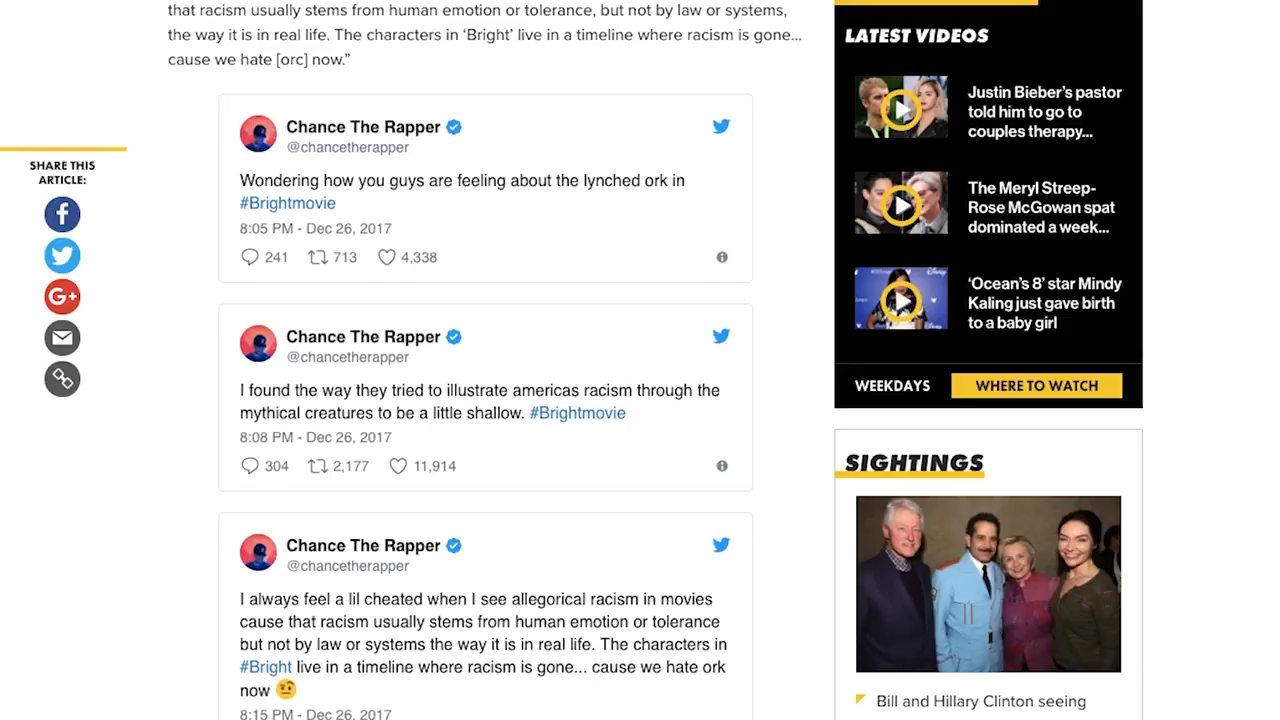 that racism usually stems from human emotion or tolerance, but not by law or systems,
the way it is in real life. The characters in ‘Bright’ live in a timeline where racism is gone…
cause we hate [orc] now.”
SHARE THIS
ARTICLE:
Chance The Rapper
@chancetherapper
Wondering how you guys are feeling about the lynched ork in
#Brightmovie
8:05 PM - Dec 26, 2017
241 713 4,338
Chance The Rapper
@chancetherapper
I found the way they tried to illustrate americas racism through the
mythical creatures to be a little shallow. #Brightmovie
8:08 PM - Dec 26, 2017
304 2,177 11,914
Chance The Rapper
@chancetherapper
I always feel a lil cheated when I see allegorical racism in movies
cause that racism usually stems from human emotion or tolerance
but not by law or systems the way it is in real life. The characters in
#Bright live in a timeline where racism is gone... cause we hate ork
now 🤨
8:15 PM - Dec 26, 2017
LATEST VIDEOS
Justin Bieber’s pastor
told him to go to
couples therapy...
The Meryl Streep-
Rose McGowan spat
dominated a week...
‘Ocean’s 8’ star Mindy
Kaling just gave birth
to a baby girl
WEEKDAYS WHERE TO WATCH
SIGHTINGS
Bill and Hillary Clinton seeing